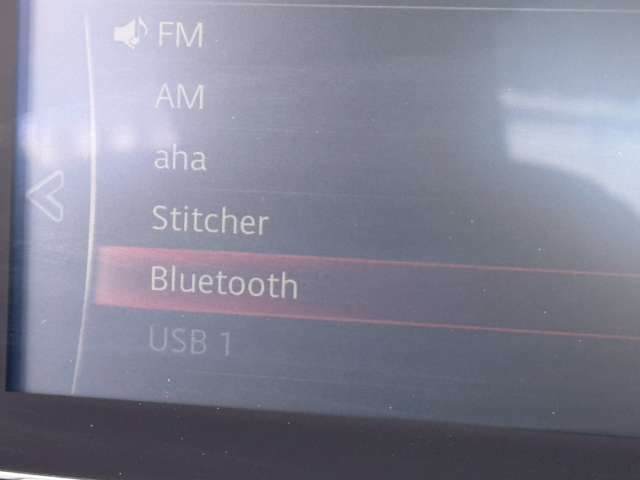 FM
AM
aha
Stitcher
Bluetooth
USB 1